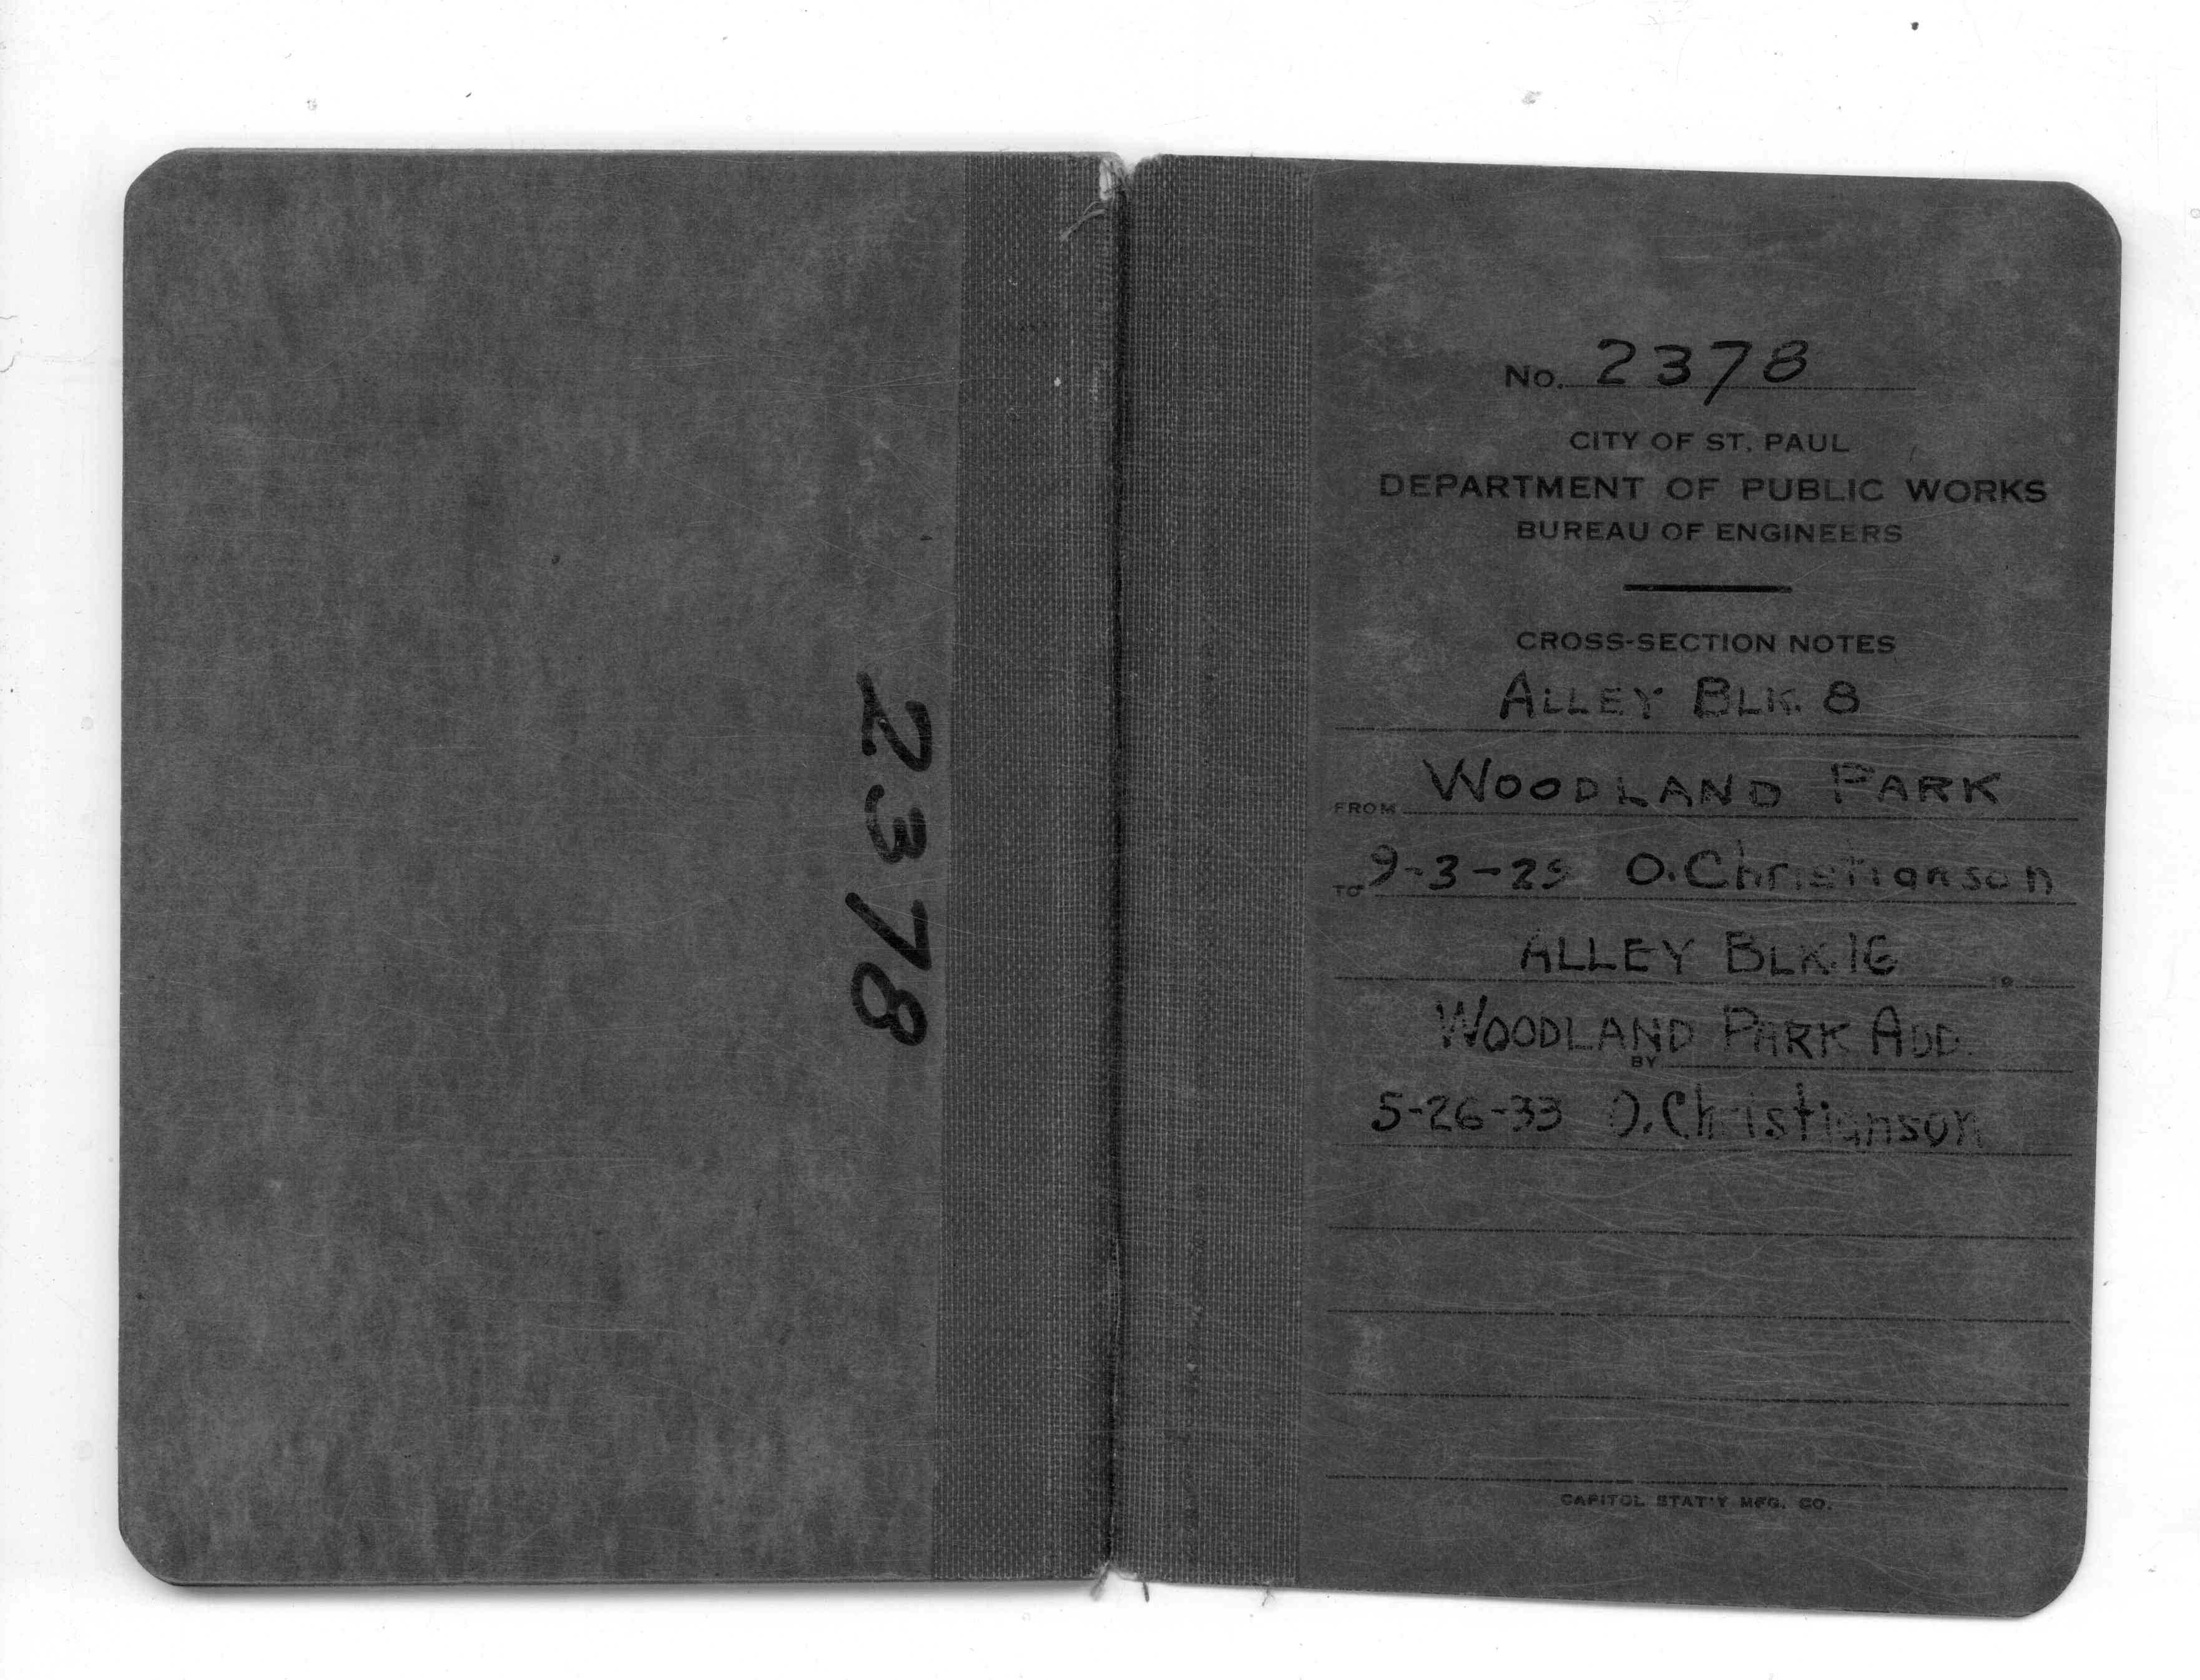 2378
No. 2378
CITY OF ST. PAUL
DEPARTMENT OF PUBLIC WORKS
BUREAU OF ENGINEERS
CROSS-SECTION NOTES
ALLEY BLK. 8
FROM WOODLAND PARK
TO 9-3-29 O. Christianson
ALLEY BLK. 16
19
WOODLAND PARK ADD.
BY
5-26-33 O. Christianson
CAPITOL STAT'Y MFG. CO.